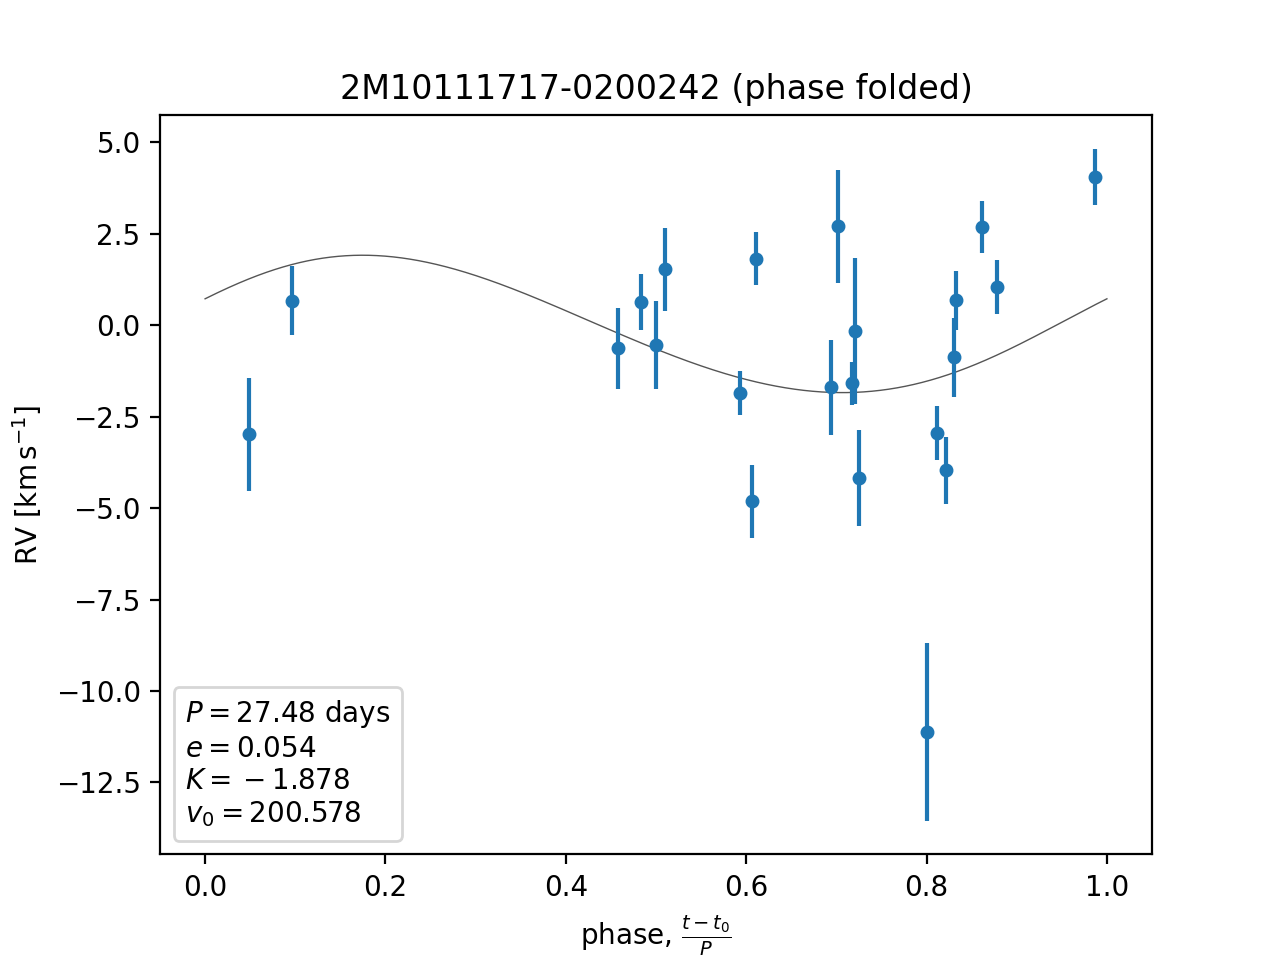 2M10111717-0200242 (phase folded)
5.0
2.5
0.0
−2.5
−5.0
−7.5
−10.0
−12.5
RV [km s⁻¹]
P = 27.48 days
e = 0.054
K = −1.878
v₀ = 200.578
0.0 0.2 0.4 0.6 0.8 1.0
phase, (t − t₀)/P